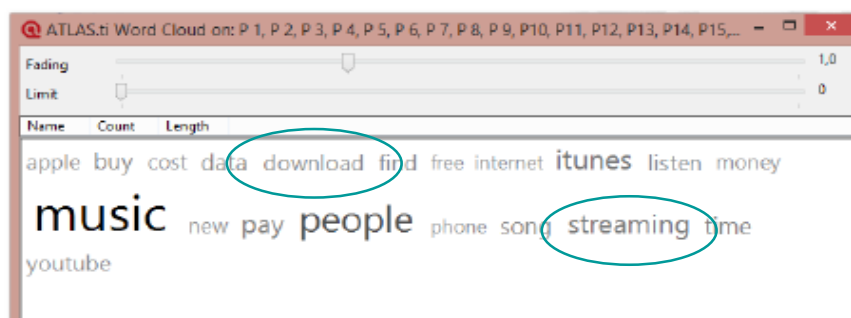 ATLAS.ti Word Cloud on: P 1, P 2, P 3, P 4, P 5, P 6, P 7, P 8, P 9, P10, P11, P12, P13, P14, P15,...
Fading 1,0
Limit 0
Name Count Length
apple buy cost data download find free internet itunes listen money
music new pay people phone song streaming time
youtube